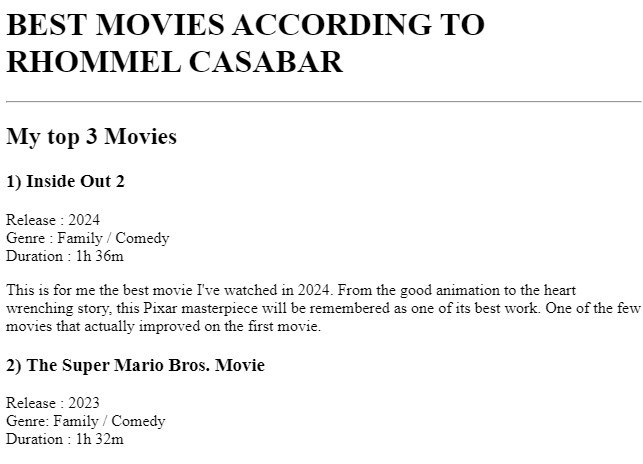 BEST MOVIES ACCORDING TO
RHOMMEL CASABAR
My top 3 Movies
1) Inside Out 2
Release : 2024
Genre : Family / Comedy
Duration : 1h 36m
This is for me the best movie I've watched in 2024. From the good animation to the heart
wrenching story, this Pixar masterpiece will be remembered as one of its best work. One of the few
movies that actually improved on the first movie.
2) The Super Mario Bros. Movie
Release : 2023
Genre: Family / Comedy
Duration : 1h 32m